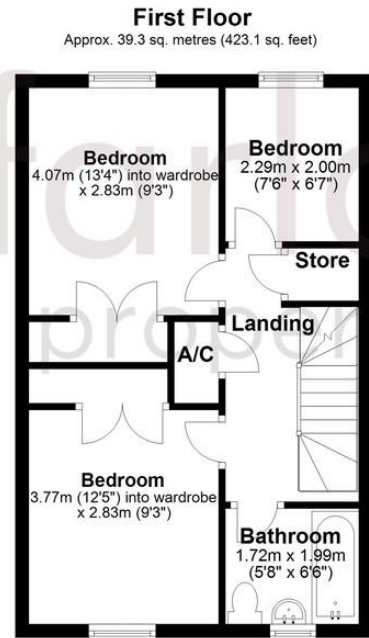 First Floor
Approx. 39.3 sq. metres (423.1 sq. feet)
Bedroom
4.07m (13'4") into wardrobe
x 2.83m (9'3")
Bedroom
2.29m x 2.00m
(7'6" x 6'7")
Store
Landing
A/C
Bedroom
3.77m (12'5") into wardrobe
x 2.83m (9'3")
Bathroom
1.72m x 1.99m
(5'8" x 6'6")